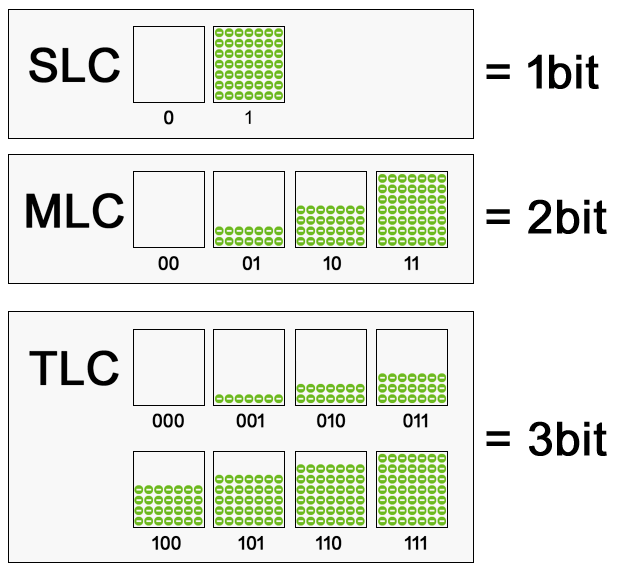 SLC
0 1
= 1bit
MLC
00 01 10 11
= 2bit
TLC
000 001 010 011
100 101 110 111
= 3bit